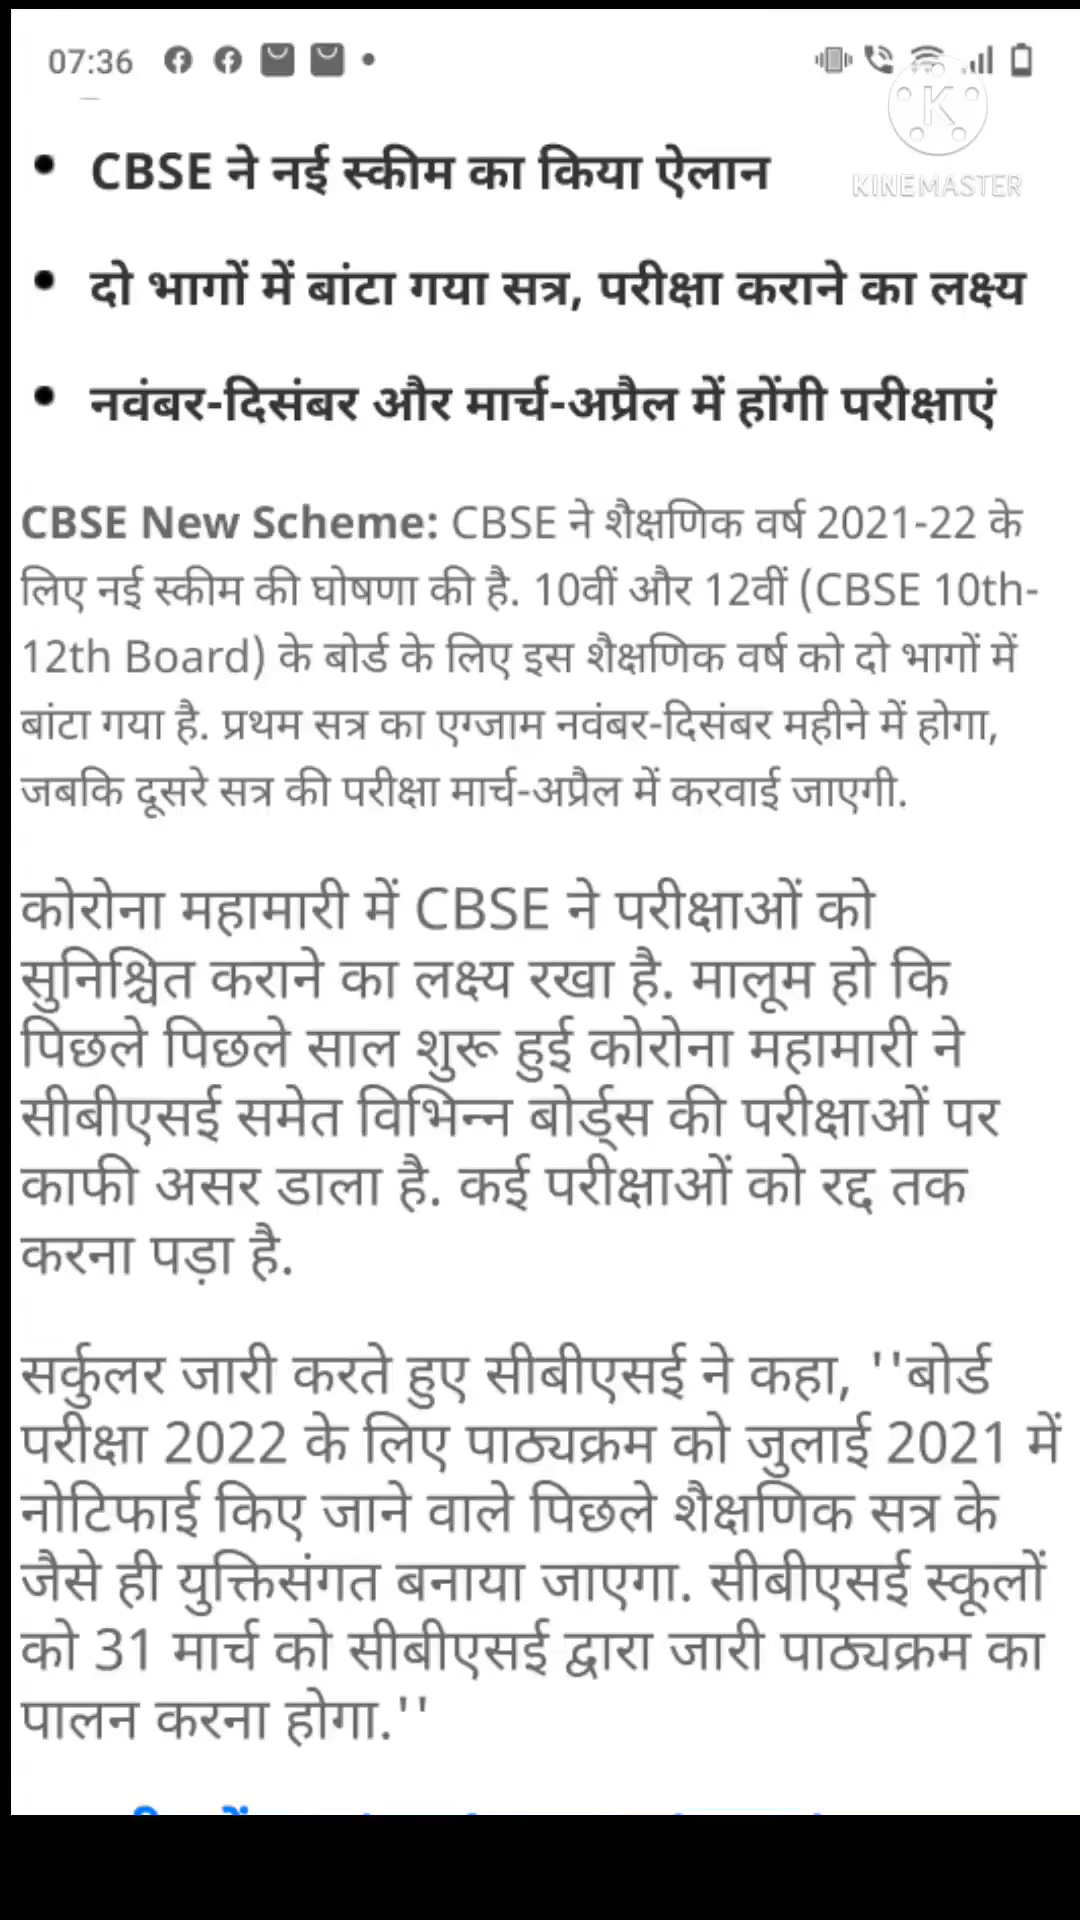 07:36
KINEMASTER
• CBSE ने नई स्कीम का किया ऐलान
• दो भागों में बांटा गया सत्र, परीक्षा कराने का लक्ष्य
• नवंबर-दिसंबर और मार्च-अप्रैल में होंगी परीक्षाएं
CBSE New Scheme: CBSE ने शैक्षणिक वर्ष 2021-22 के
लिए नई स्कीम की घोषणा की है. 10वीं और 12वीं (CBSE 10th-
12th Board) के बोर्ड के लिए इस शैक्षणिक वर्ष को दो भागों में
बांटा गया है. प्रथम सत्र का एग्जाम नवंबर-दिसंबर महीने में होगा,
जबकि दूसरे सत्र की परीक्षा मार्च-अप्रैल में करवाई जाएगी.
कोरोना महामारी में CBSE ने परीक्षाओं को
सुनिश्चित कराने का लक्ष्य रखा है. मालूम हो कि
पिछले पिछले साल शुरू हुई कोरोना महामारी ने
सीबीएसई समेत विभिन्न बोर्ड्स की परीक्षाओं पर
काफी असर डाला है. कई परीक्षाओं को रद्द तक
करना पड़ा है.
सर्कुलर जारी करते हुए सीबीएसई ने कहा, ''बोर्ड
परीक्षा 2022 के लिए पाठ्यक्रम को जुलाई 2021 में
नोटिफाई किए जाने वाले पिछले शैक्षणिक सत्र के
जैसे ही युक्तिसंगत बनाया जाएगा. सीबीएसई स्कूलों
को 31 मार्च को सीबीएसई द्वारा जारी पाठ्यक्रम का
पालन करना होगा.''